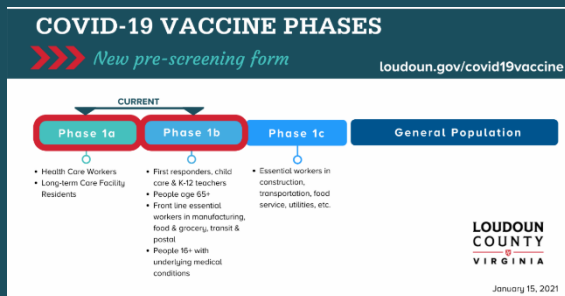 COVID-19 VACCINE PHASES
New pre-screening form
loudoun.gov/covid19vaccine
CURRENT
Phase 1a
Phase 1b
Phase 1c
General Population
• Health Care Workers
• Long-term Care Facility
Residents
• First responders, child
care & K-12 teachers
• People age 65+
• Front line essential
workers in manufacturing,
food & grocery, transit &
postal
• People 16+ with
underlying medical
conditions
• Essential workers in
construction,
transportation, food
service, utilities, etc.
LOUDOUN
COUNTY
VIRGINIA
January 15, 2021